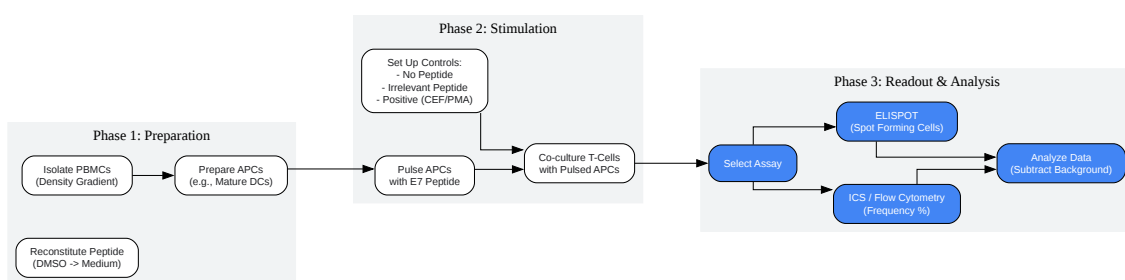 Phase 1: Preparation
Isolate PBMCs
(Density Gradient)
Prepare APCs
(e.g., Mature DCs)
Reconstitute Peptide
(DMSO -> Medium)
Phase 2: Stimulation
Set Up Controls:
- No Peptide
- Irrelevant Peptide
- Positive (CEF/PMA)
Pulse APCs
with E7 Peptide
Co-culture T-Cells
with Pulsed APCs
Phase 3: Readout & Analysis
Select Assay
ELISPOT
(Spot Forming Cells)
ICS / Flow Cytometry
(Frequency %)
Analyze Data
(Subtract Background)